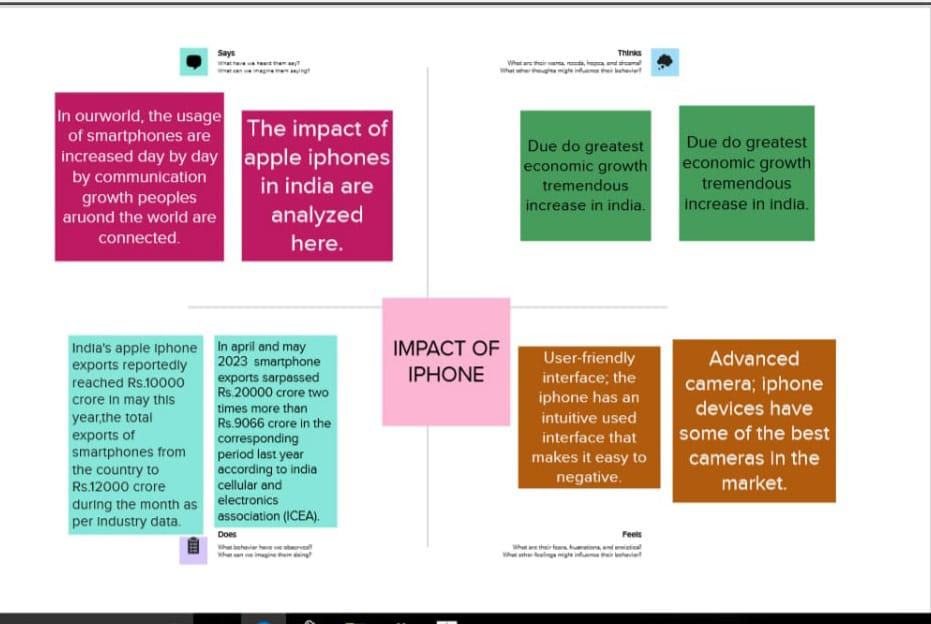 Says
What have we heard them say?
What can we imagine them saying?
Thinks
What are their wants, needs, hopes, and dreams?
What other thoughts might influence their behavior?
In ourworld, the usage
of smartphones are
increased day by day
by communication
growth peoples
aruond the world are
connected.
The impact of
apple iphones
in india are
analyzed
here.
Due do greatest
economic growth
tremendous
increase in india.
Due do greatest
economic growth
tremendous
increase in india.
IMPACT OF
IPHONE
India's apple iphone
exports reportedly
reached Rs.10000
crore in may this
year,the total
exports of
smartphones from
the country to
Rs.12000 crore
during the month as
per industry data.
In april and may
2023 smartphone
exports sarpassed
Rs.20000 crore two
times more than
Rs.9066 crore in the
corresponding
period last year
according to india
cellular and
electronics
association (ICEA).
User-friendly
interface; the
iphone has an
intuitive used
interface that
makes it easy to
negative.
Advanced
camera; iphone
devices have
some of the best
cameras in the
market.
Does
What behavior have we observed?
What can we imagine them doing?
Feels
What are their fears, frustrations, and anxieties?
What other feelings might influence their behavior?